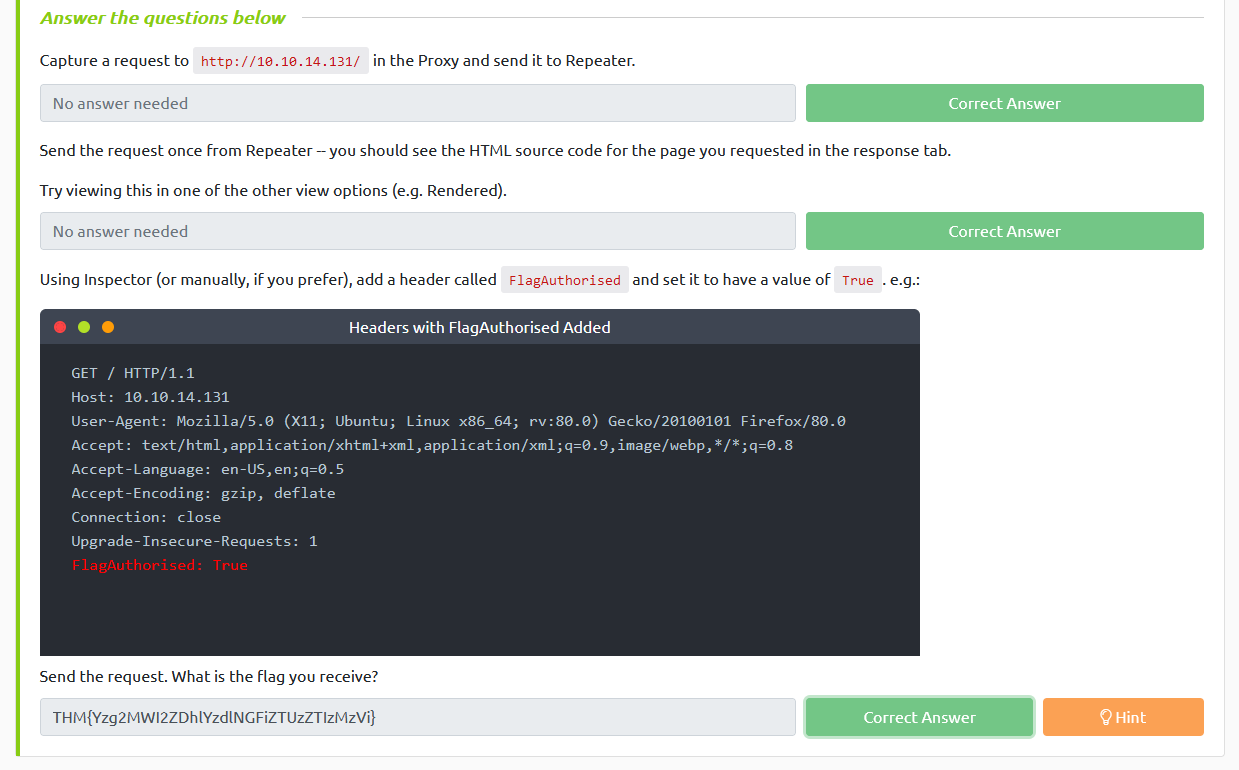 Answer the questions below
Capture a request to http://10.10.14.131/ in the Proxy and send it to Repeater.
No answer needed
Correct Answer
Send the request once from Repeater -- you should see the HTML source code for the page you requested in the response tab.
Try viewing this in one of the other view options (e.g. Rendered).
No answer needed
Correct Answer
Using Inspector (or manually, if you prefer), add a header called FlagAuthorised and set it to have a value of True. e.g.:
Headers with FlagAuthorised Added
GET / HTTP/1.1
Host: 10.10.14.131
User-Agent: Mozilla/5.0 (X11; Ubuntu; Linux x86_64; rv:80.0) Gecko/20100101 Firefox/80.0
Accept: text/html,application/xhtml+xml,application/xml;q=0.9,image/webp,*/*;q=0.8
Accept-Language: en-US,en;q=0.5
Accept-Encoding: gzip, deflate
Connection: close
Upgrade-Insecure-Requests: 1
FlagAuthorised: True
Send the request. What is the flag you receive?
THM{Yzg2MWI2ZDhlYzdlNGFiZTUzZTIzMzVi}
Correct Answer
Hint